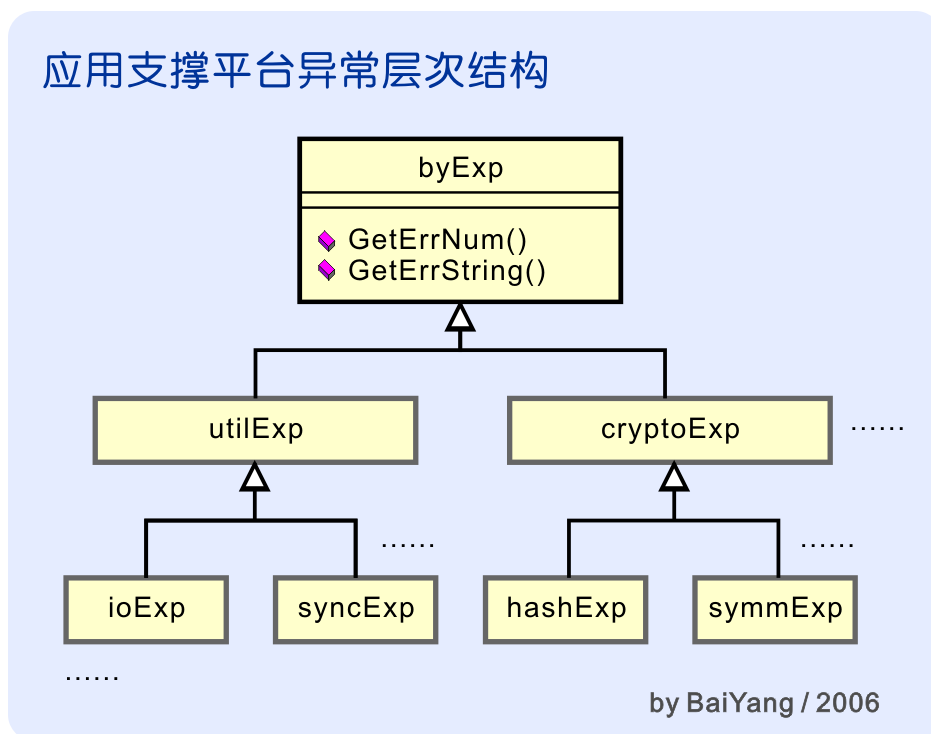 应用支撑平台异常层次结构
byExp
GetErrNum()
GetErrString()
utilExp
cryptoExp
......
......
......
ioExp
syncExp
hashExp
symmExp
......
by BaiYang / 2006